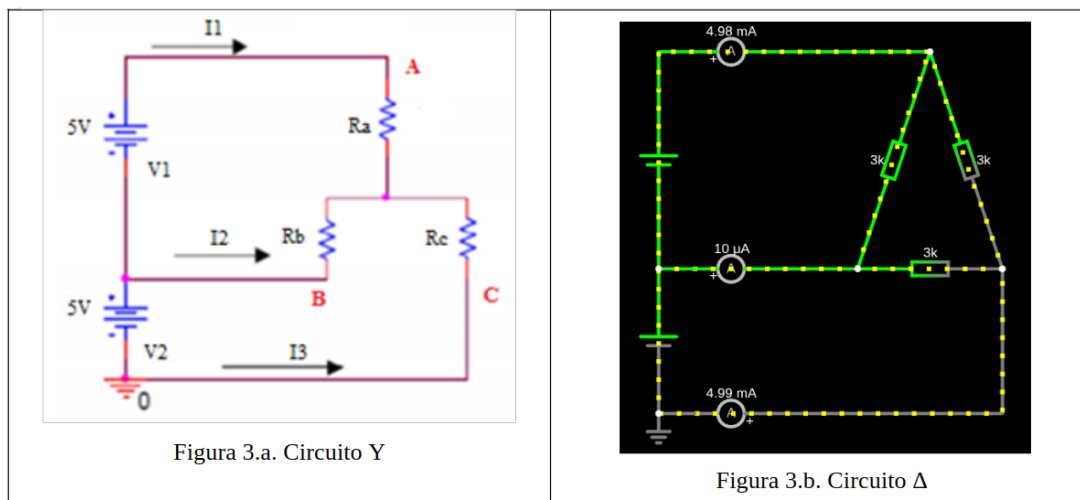 I1
A
5V
Ra
V1
I2
Rb
Rc
B
C
5V
V2
I3
0
Figura 3.a. Circuito Y
4.98 mA
A
+
3k
3k
10 µA
A
+
3k
4.99 mA
A
+
Figura 3.b. Circuito Δ